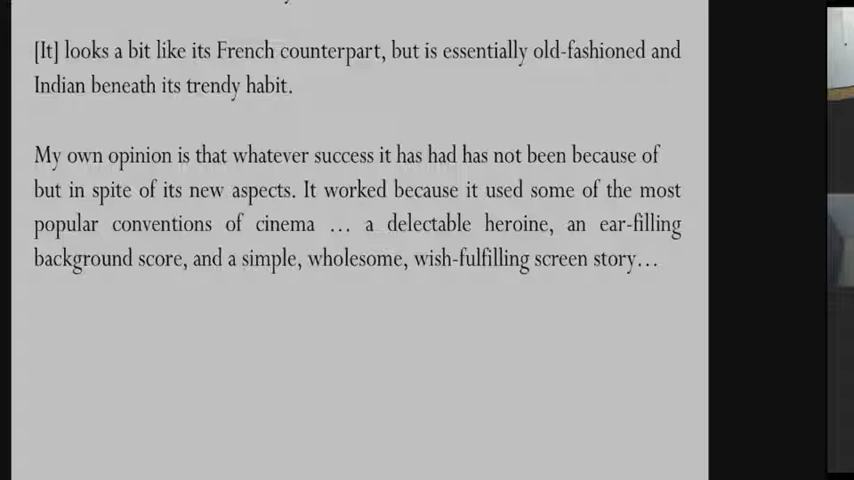 [It] looks a bit like its French counterpart, but is essentially old-fashioned and
Indian beneath its trendy habit.
My own opinion is that whatever success it has had has not been because of
but in spite of its new aspects. It worked because it used some of the most
popular conventions of cinema … a delectable heroine, an ear-filling
background score, and a simple, wholesome, wish-fulfilling screen story…